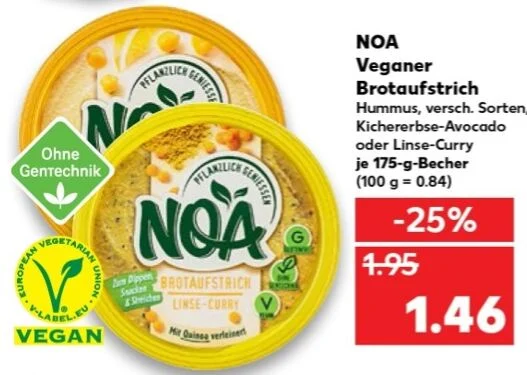 NOA
Veganer
Brotaufstrich
Hummus, versch. Sorten,
Kichererbse-Avocado
oder Linse-Curry
je 175-g-Becher
(100 g = 0.84)
-25%
1.95
1.46
PFLANZLICH GENIESSEN
Ohne
Gentechnik
PFLANZLICH GENIESSEN
NOA
Zum Dippen,
Snacken
& Streichen
BROTAUFSTRICH
LINSE-CURRY
Mit Quinoa verfeinert
G
V
EUROPEAN VEGETARIAN UNION
V-LABEL.EU
VEGAN